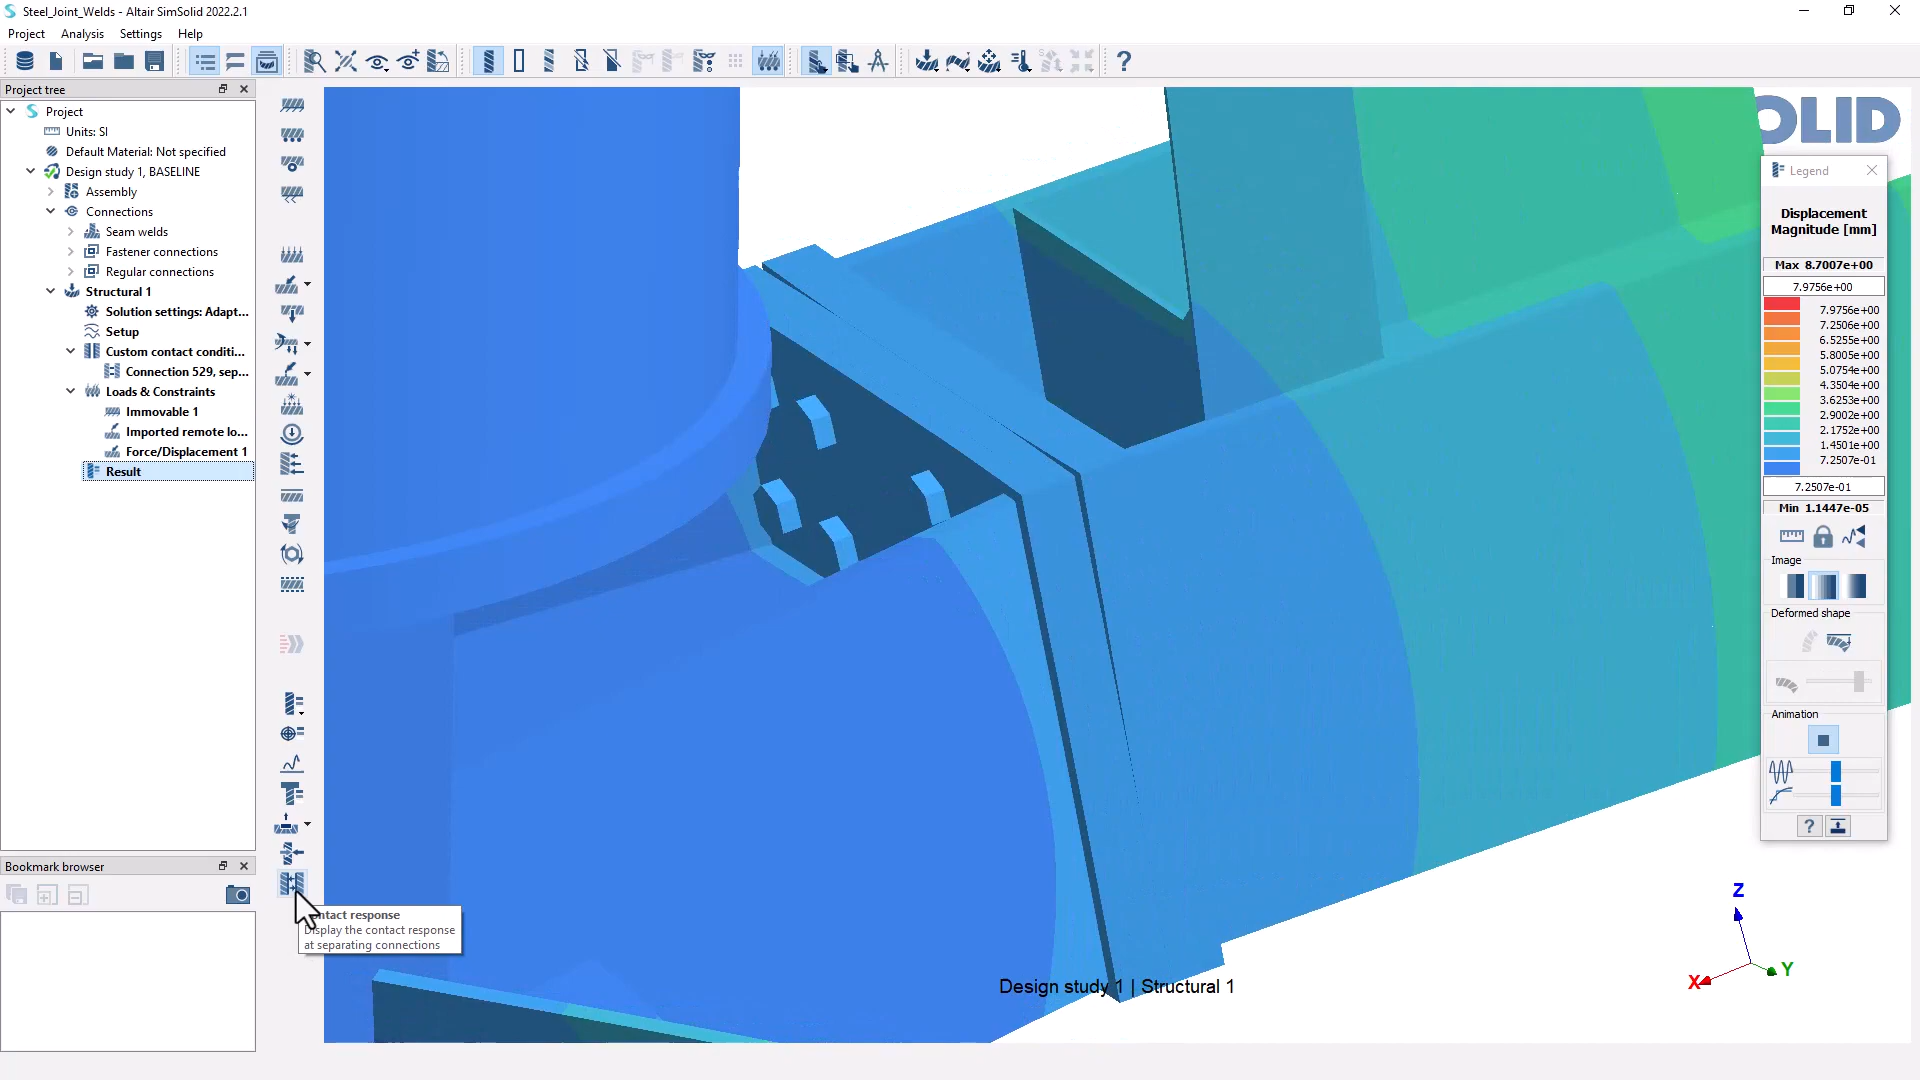 Steel_Joint_Welds - Altair SimSolid 2022.2.1
Project Analysis Settings Help
Project tree
Project
Units: SI
Default Material: Not specified
Design study 1, BASELINE
Assembly
Connections
Seam welds
Fastener connections
Regular connections
Structural 1
Solution settings: Adapt...
Setup
Custom contact conditi...
Connection 529, sep...
Loads & Constraints
Immovable 1
Imported remote lo...
Force/Displacement 1
Result
Bookmark browser
ntact response
Display the contact response
at separating connections
Design study 1 | Structural 1
OLID
Legend
Displacement
Magnitude [mm]
Max 8.7007e+00
7.9756e+00
7.9756e+00
7.2506e+00
6.5255e+00
5.8005e+00
5.0754e+00
4.3504e+00
3.6253e+00
2.9002e+00
2.1752e+00
1.4501e+00
7.2507e-01
7.2507e-01
Min 1.1447e-05
Image
Deformed shape
Animation
?
Z
X
Y